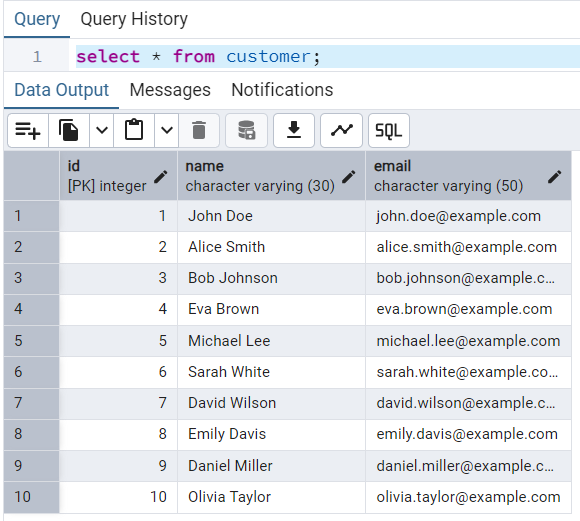 Query Query History
1 select * from customer;
Data Output Messages Notifications
SQL
id name email
[PK] integer character varying (30) character varying (50)
1 1 John Doe john.doe@example.com
2 2 Alice Smith alice.smith@example.com
3 3 Bob Johnson bob.johnson@example.c...
4 4 Eva Brown eva.brown@example.com
5 5 Michael Lee michael.lee@example.com
6 6 Sarah White sarah.white@example.co...
7 7 David Wilson david.wilson@example.c...
8 8 Emily Davis emily.davis@example.com
9 9 Daniel Miller daniel.miller@example.c...
10 10 Olivia Taylor olivia.taylor@example.com